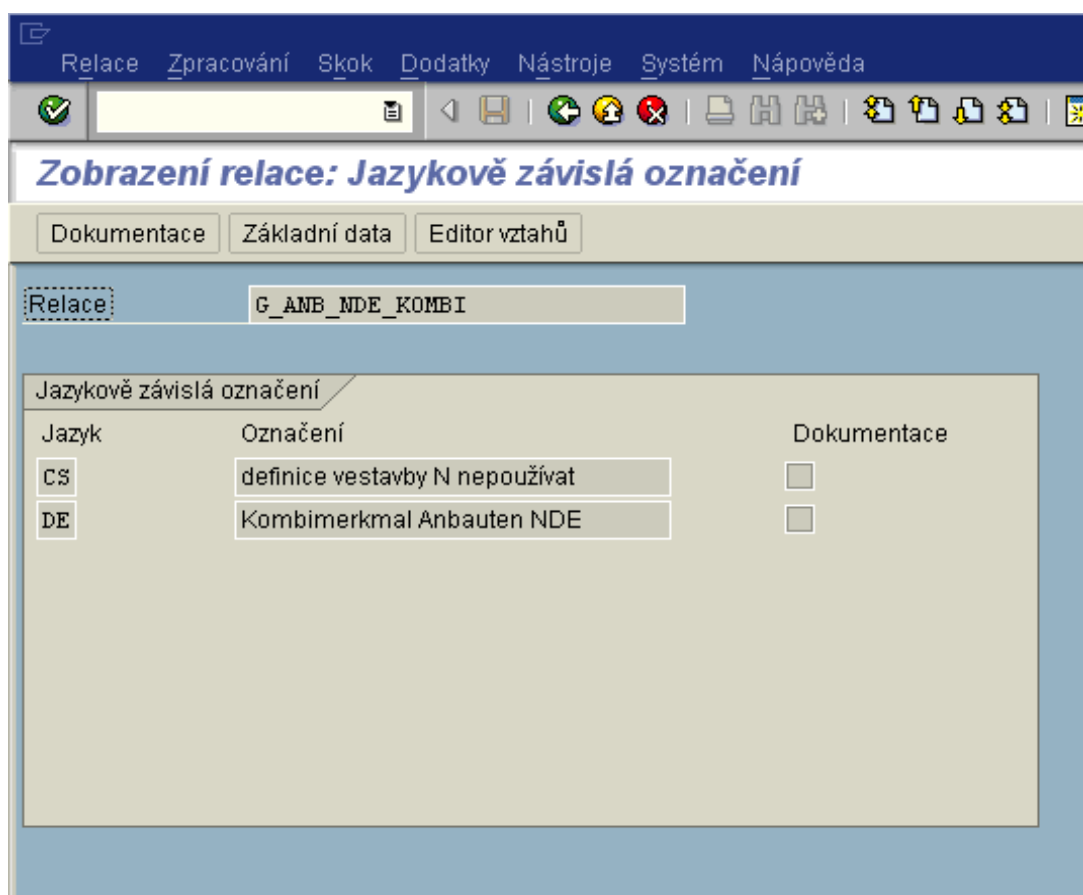 Relace Zpracování Skok Dodatky Nástroje Systém Nápověda
Zobrazení relace: Jazykově závislá označení
Dokumentace Základní data Editor vztahů
Relace G_ANB_NDE_KOMBI
Jazykově závislá označení
Jazyk Označení Dokumentace
CS definice vestavby N nepoužívat
DE Kombimerkmal Anbauten NDE